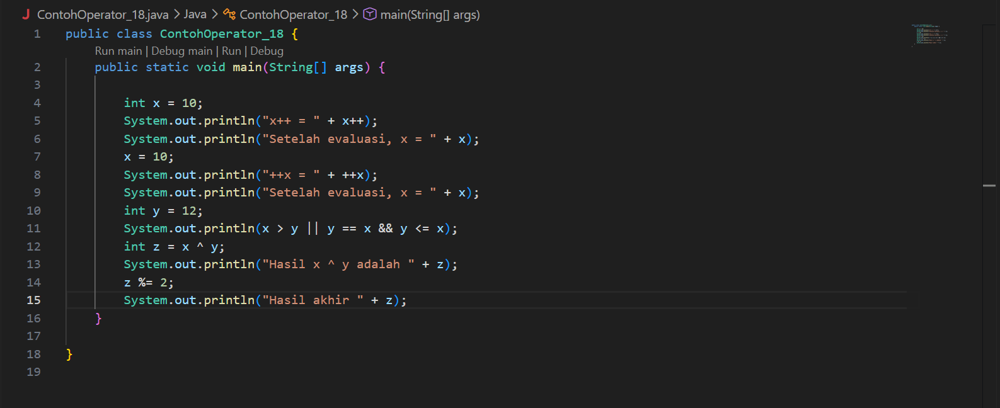 ContohOperator_18.java > Java > ContohOperator_18 > main(String[] args)
1 public class ContohOperator_18 {
Run main | Debug main | Run | Debug
2 public static void main(String[] args) {
3
4 int x = 10;
5 System.out.println("x++ = " + x++);
6 System.out.println("Setelah evaluasi, x = " + x);
7 x = 10;
8 System.out.println("++x = " + ++x);
9 System.out.println("Setelah evaluasi, x = " + x);
10 int y = 12;
11 System.out.println(x > y || y == x && y <= x);
12 int z = x ^ y;
13 System.out.println("Hasil x ^ y adalah " + z);
14 z %= 2;
15 System.out.println("Hasil akhir " + z);
16 }
17
18 }
19